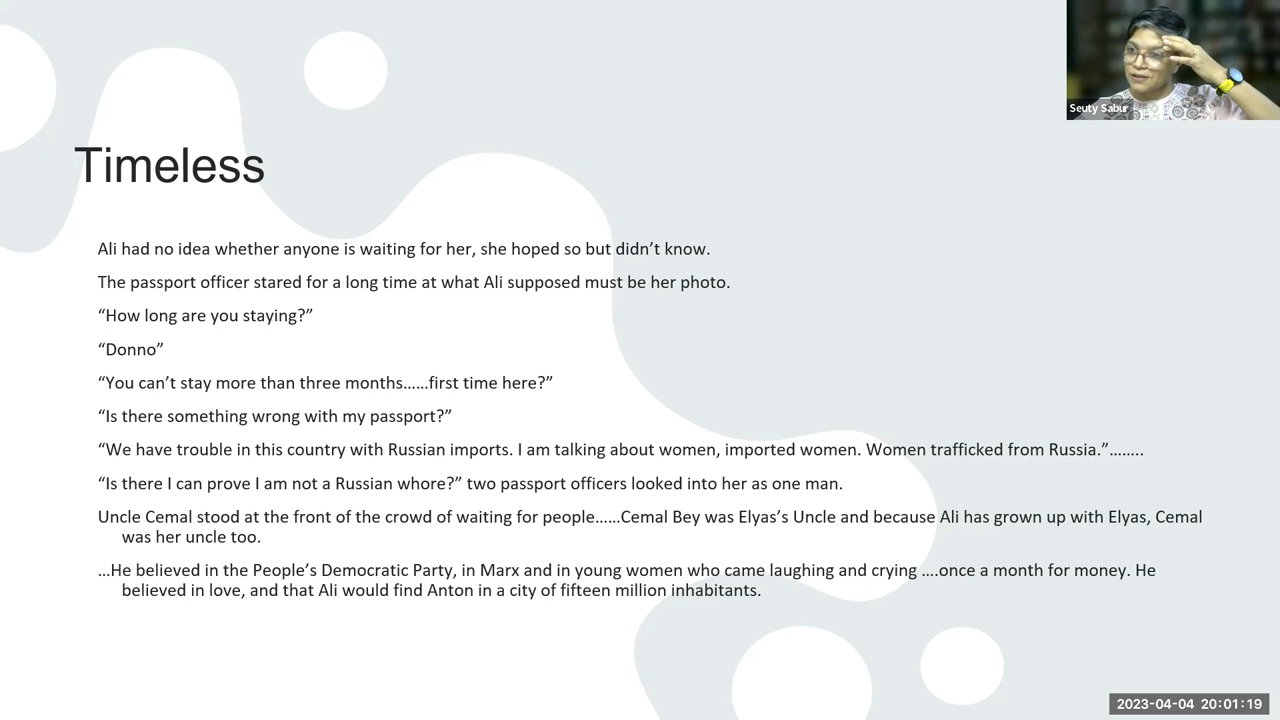 Seuty Sabur
Timeless
Ali had no idea whether anyone is waiting for her, she hoped so but didn’t know.
The passport officer stared for a long time at what Ali supposed must be her photo.
“How long are you staying?”
“Donno”
“You can’t stay more than three months……first time here?”
“Is there something wrong with my passport?”
“We have trouble in this country with Russian imports. I am talking about women, imported women. Women trafficked from Russia.”……..
“Is there I can prove I am not a Russian whore?” two passport officers looked into her as one man.
Uncle Cemal stood at the front of the crowd of waiting for people……Cemal Bey was Elyas’s Uncle and because Ali has grown up with Elyas, Cemal
was her uncle too.
…He believed in the People’s Democratic Party, in Marx and in young women who came laughing and crying ….once a month for money. He
believed in love, and that Ali would find Anton in a city of fifteen million inhabitants.
2023-04-04 20:01:19